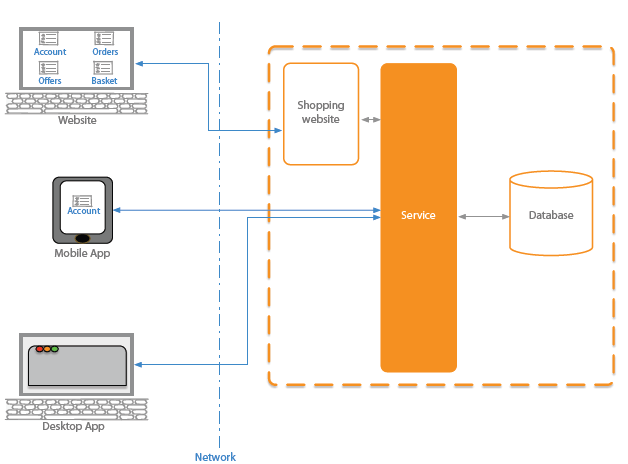 Account
Orders
Offers
Basket
Website
Shopping
website
Account
Mobile App
Service
Database
Desktop App
Network